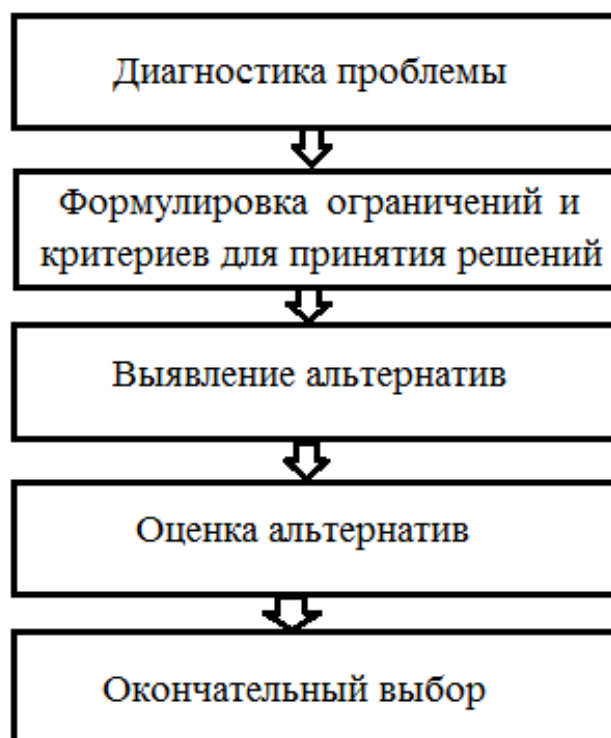 Диагностика проблемы
Формулировка ограничений и
критериев для принятия решений
Выявление альтернатив
Оценка альтернатив
Окончательный выбор